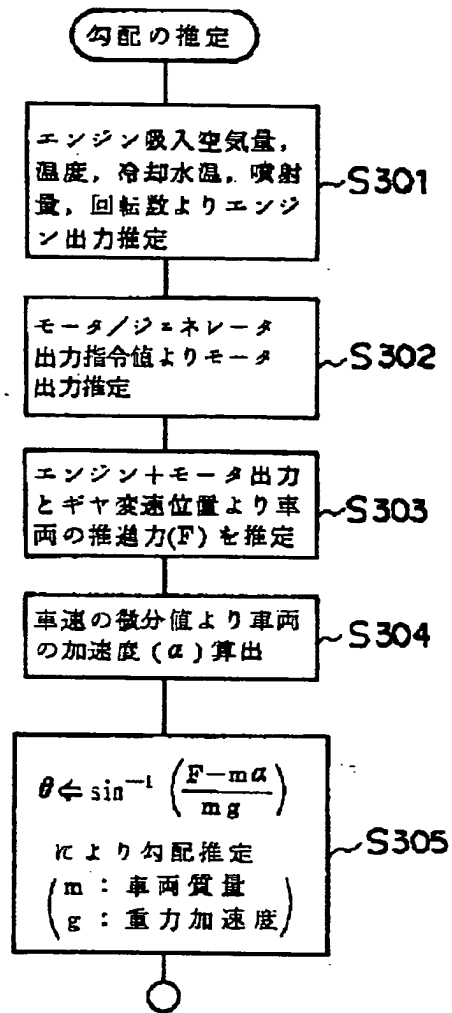 勾配の推定
エンジン吸入空気量，
温度，冷却水温，噴射
量，回転数よりエンジ
ン出力推定
S301
モータ/ジェネレータ
出力指令値よりモータ
出力推定
S302
エンジン＋モータ出力
とギヤ変速位置より車
両の推進力(F)を推定
S303
車速の微分値より車両
の加速度(α)算出
S304
θ⇐sin⁻¹(F−mα/mg)
により勾配推定
(m：車両質量
g：重力加速度)
S305